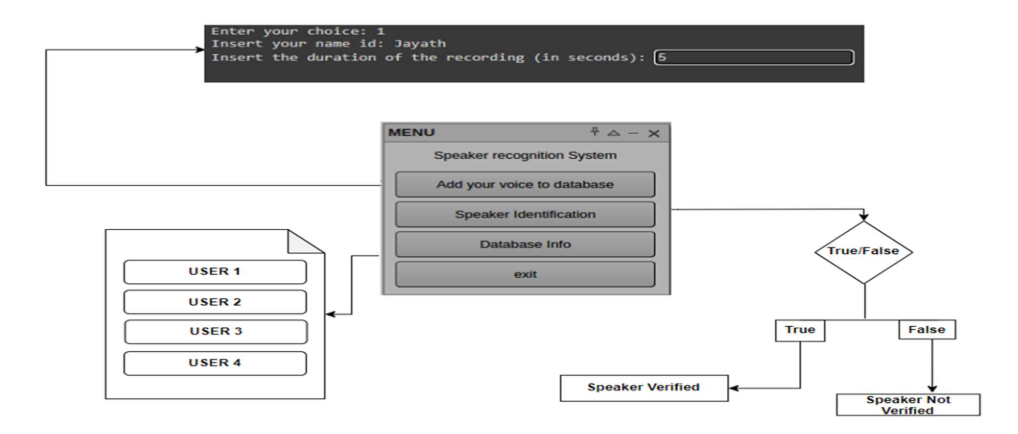 Enter your choice: 1
Insert your name id: Jayath
Insert the duration of the recording (in seconds): 5
MENU
Speaker recognition System
Add your voice to database
Speaker Identification
Database Info
exit
USER 1
USER 2
USER 3
USER 4
True/False
True
False
Speaker Verified
Speaker Not
Verified